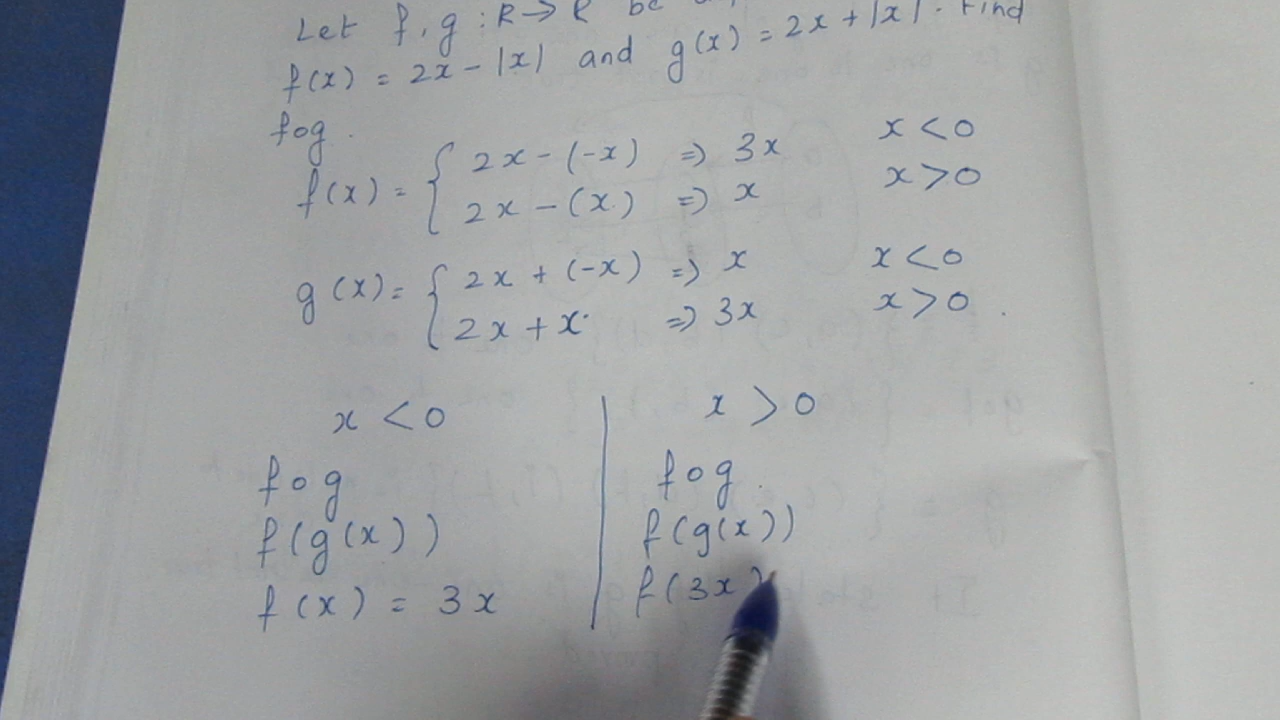 Let f, g : R → R be
f(x) = 2x - |x| and g(x) = 2x + |x|. Find
fog.
f(x) = { 2x - (-x) => 3x x < 0
2x - (x) => x x > 0
g(x) = { 2x + (-x) => x x < 0
2x + x => 3x x > 0.
x < 0 x > 0
fog fog.
f(g(x)) f(g(x))
f(x) = 3x f(3x)